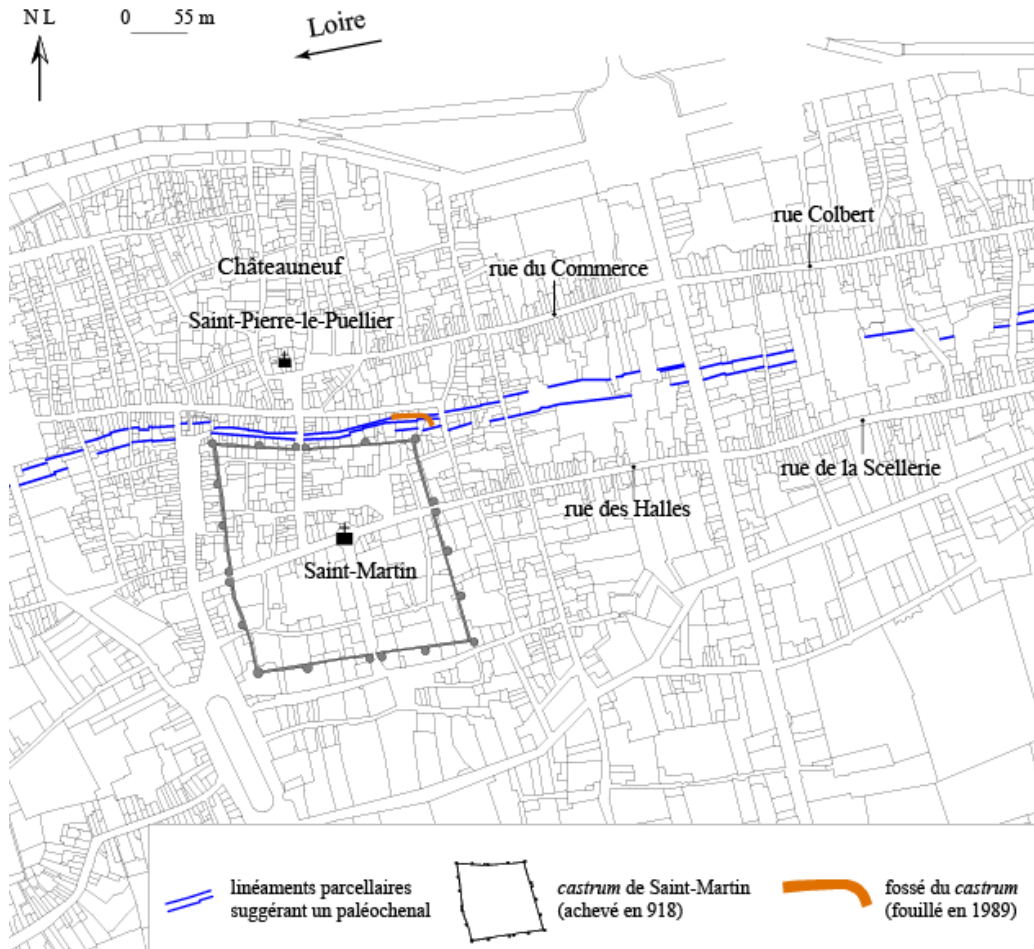 N L
0 55 m
Loire
rue Colbert
Châteauneuf
rue du Commerce
Saint-Pierre-le-Puellier
rue de la Scellerie
rue des Halles
Saint-Martin
linéaments parcellaires
suggérant un paléochenal
castrum de Saint-Martin
(achevé en 918)
fossé du castrum
(fouillé en 1989)